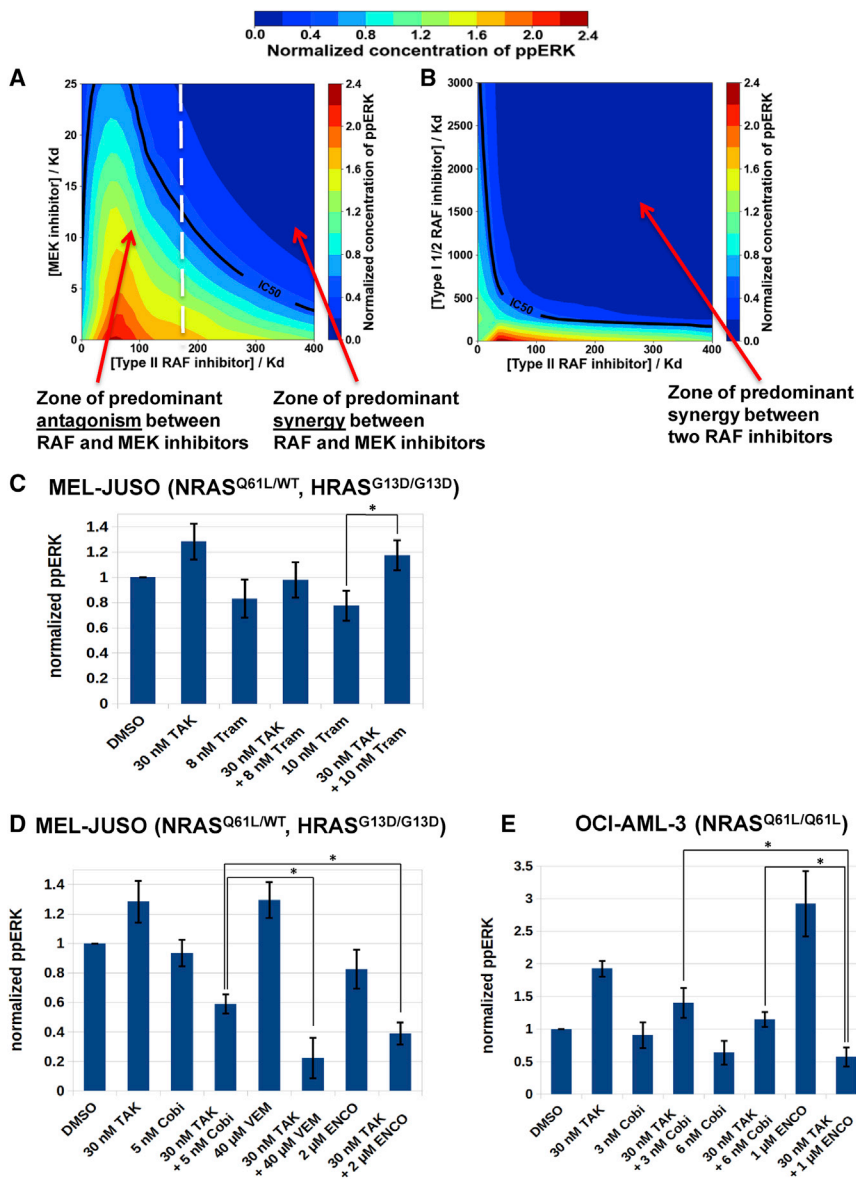 0.0 0.4 0.8 1.2 1.6 2.0 2.4
Normalized concentration of ppERK
A
[MEK inhibitor] / Kd
25
20
15
10
5
0
0 100 200 300 400
[Type II RAF inhibitor] / Kd
IC50
2.4
2.0
1.6
1.2
0.8
0.4
0.0
Normalized concentration of ppERK
Zone of predominant
antagonism between
RAF and MEK inhibitors
Zone of predominant
synergy between
RAF and MEK inhibitors
B
[Type I 1/2 RAF inhibitor] / Kd
3000
2500
2000
1500
1000
500
0
0 100 200 300 400
[Type II RAF inhibitor] / Kd
IC50
2.4
2.0
1.6
1.2
0.8
0.4
0.0
Normalized concentration of ppERK
Zone of predominant
synergy between
two RAF inhibitors
C MEL-JUSO (NRAS^Q61L/WT, HRAS^G13D/G13D)
normalized ppERK
1.4
1.2
1
0.8
0.6
0.4
0.2
0
*
DMSO
30 nM TAK
8 nM Tram
30 nM TAK
+ 8 nM Tram
10 nM Tram
30 nM TAK
+ 10 nM Tram
D MEL-JUSO (NRAS^Q61L/WT, HRAS^G13D/G13D)
normalized ppERK
1.4
1.2
1
0.8
0.6
0.4
0.2
0
*
*
DMSO
30 nM TAK
5 nM Cobi
30 nM TAK
+ 5 nM Cobi
40 µM VEM
30 nM TAK
+ 40 µM VEM
2 µM ENCO
30 nM TAK
+ 2 µM ENCO
E OCI-AML-3 (NRAS^Q61L/Q61L)
normalized ppERK
3.5
3
2.5
2
1.5
1
0.5
0
*
*
DMSO
30 nM TAK
3 nM Cobi
30 nM TAK
+ 3 nM Cobi
6 nM Cobi
30 nM TAK
+ 6 nM Cobi
1 µM ENCO
30 nM TAK
+ 1 µM ENCO